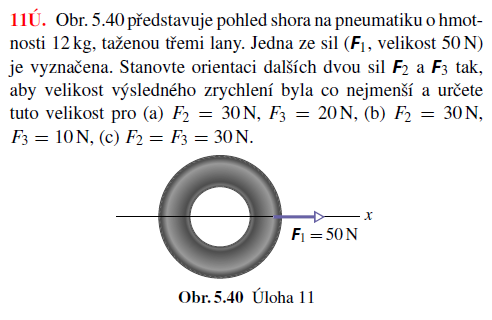 11Ú. Obr. 5.40 představuje pohled shora na pneumatiku o hmot-
nosti 12 kg, taženou třemi lany. Jedna ze sil (F₁, velikost 50 N)
je vyznačena. Stanovte orientaci dalších dvou sil F₂ a F₃ tak,
aby velikost výsledného zrychlení byla co nejmenší a určete
tuto velikost pro (a) F₂ = 30 N, F₃ = 20 N, (b) F₂ = 30 N,
F₃ = 10 N, (c) F₂ = F₃ = 30 N.
x
F₁ = 50 N
Obr. 5.40 Úloha 11